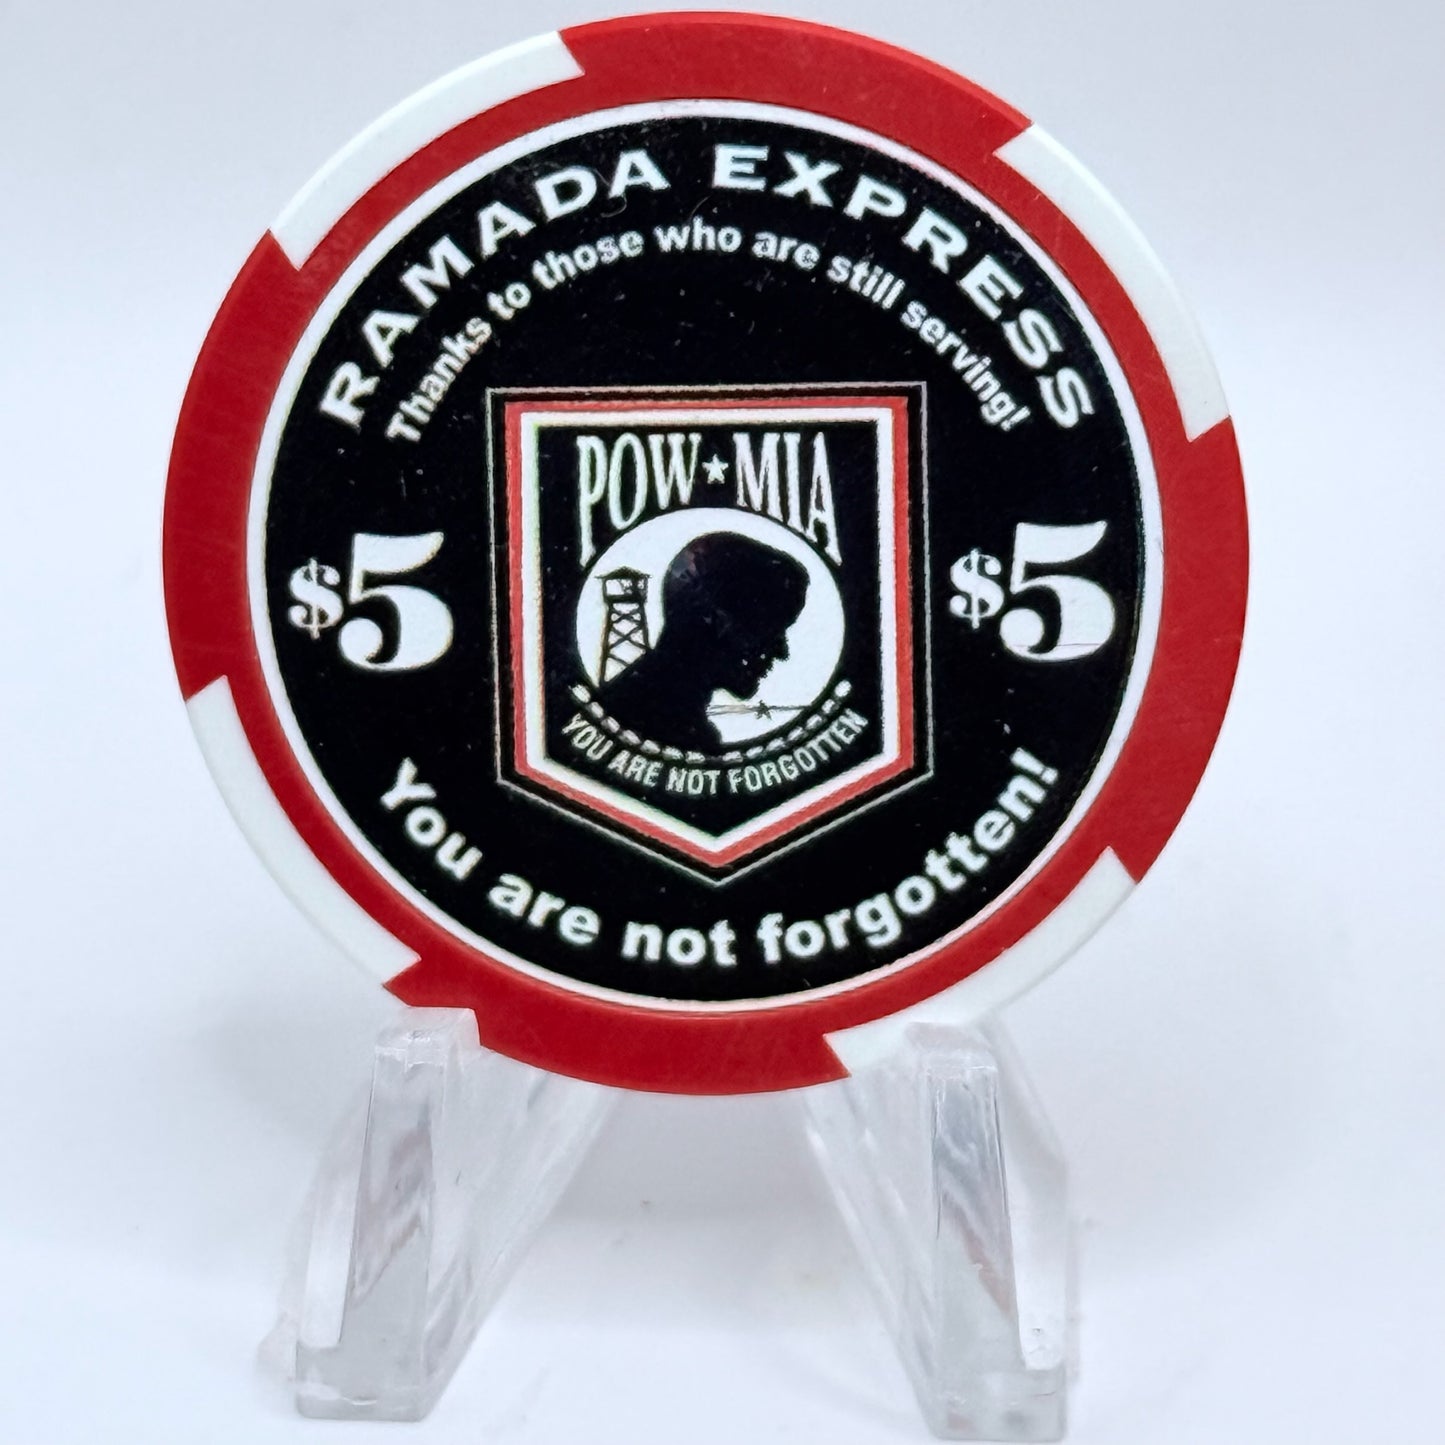 RAMADA EXPRESS
Thanks to those who are still serving!
POW★MIA
$5 $5
YOU ARE NOT FORGOTTEN
You are not forgotten!